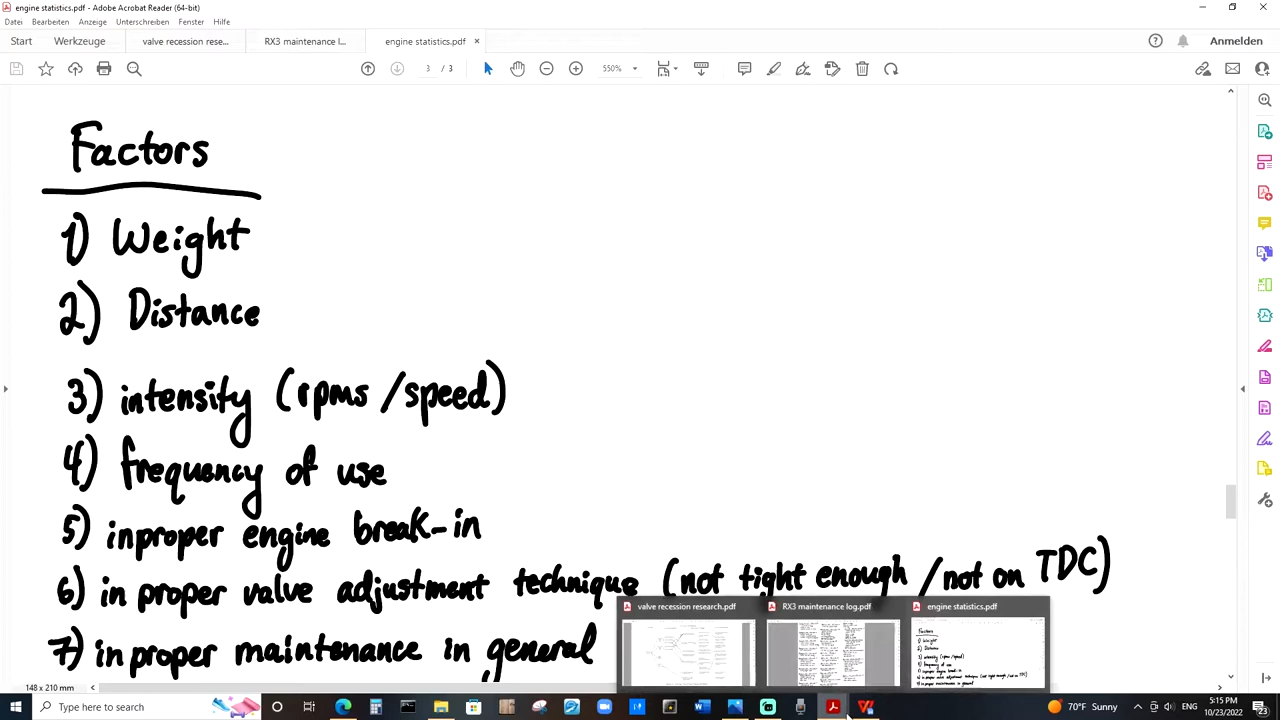 engine statistics.pdf - Adobe Acrobat Reader (64-bit)
Datei Bearbeiten Anzeige Unterschreiben Fenster Hilfe
Start Werkzeuge valve recession rese... RX3 maintenance l... engine statistics.pdf × Anmelden
3 / 3 550%
Factors
1) Weight
2) Distance
3) intensity (rpms/speed)
4) frequency of use
5) inproper engine break-in
6) in proper valve adjustment technique (not tight enough/not on TDC)
7) improper maintenance in general
valve recession research.pdf RX3 maintenance log.pdf engine statistics.pdf
148 x 210 mm
Type here to search
70°F Sunny ENG 5:15 PM
10/23/2022